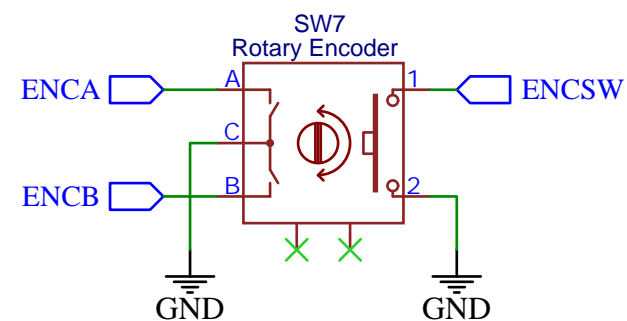 SW7
Rotary Encoder
ENCA
A
1
ENCSW
C
ENCB
B
2
GND
GND